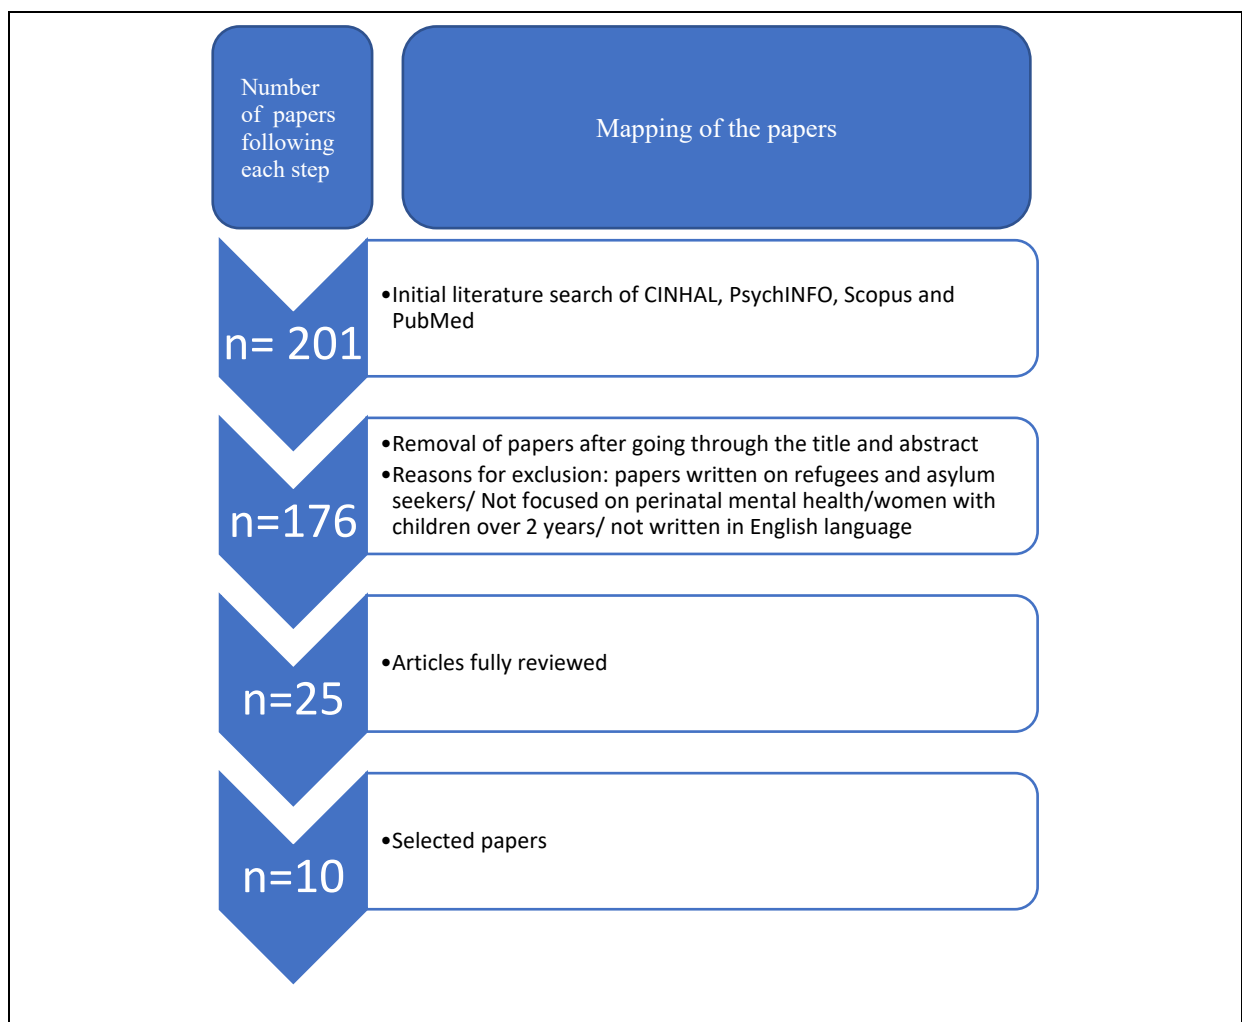 Number
of papers
following
each step
Mapping of the papers
n= 201
•Initial literature search of CINHAL, PsychINFO, Scopus and
PubMed
n=176
•Removal of papers after going through the title and abstract
•Reasons for exclusion: papers written on refugees and asylum
seekers/ Not focused on perinatal mental health/women with
children over 2 years/ not written in English language
n=25
•Articles fully reviewed
n=10
•Selected papers